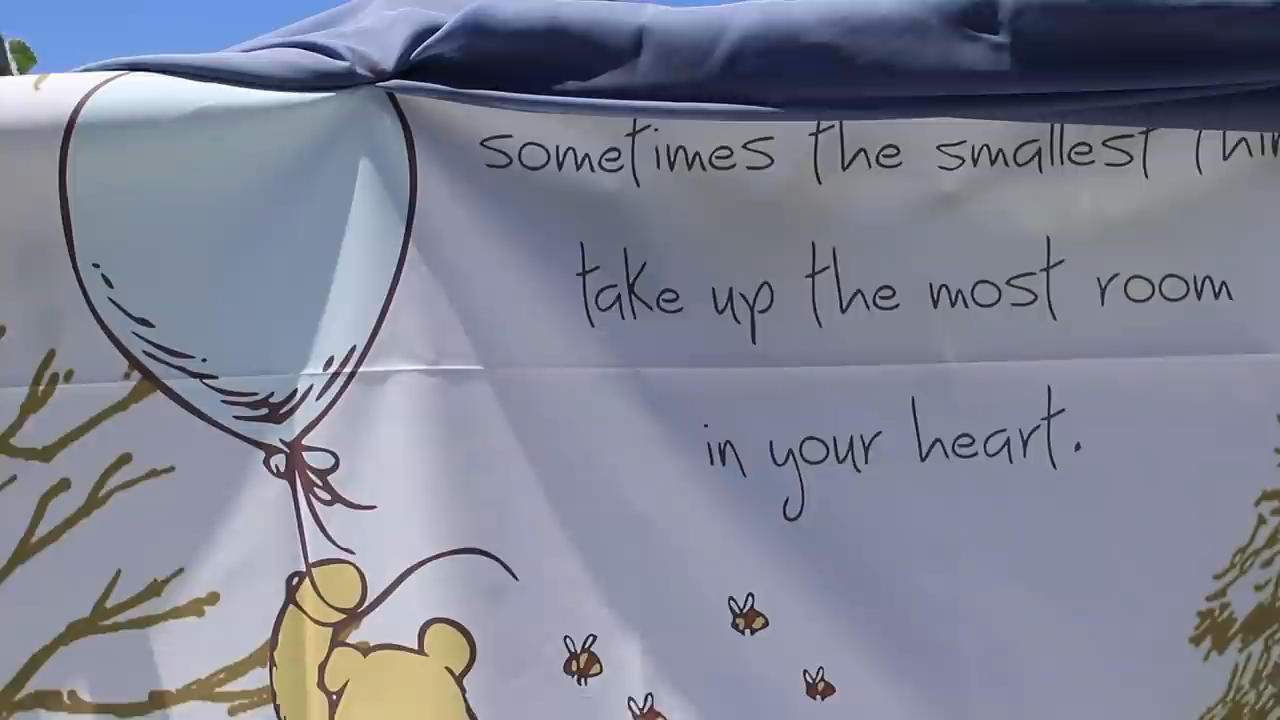 sometimes the smallest
take up the most room
in your heart.